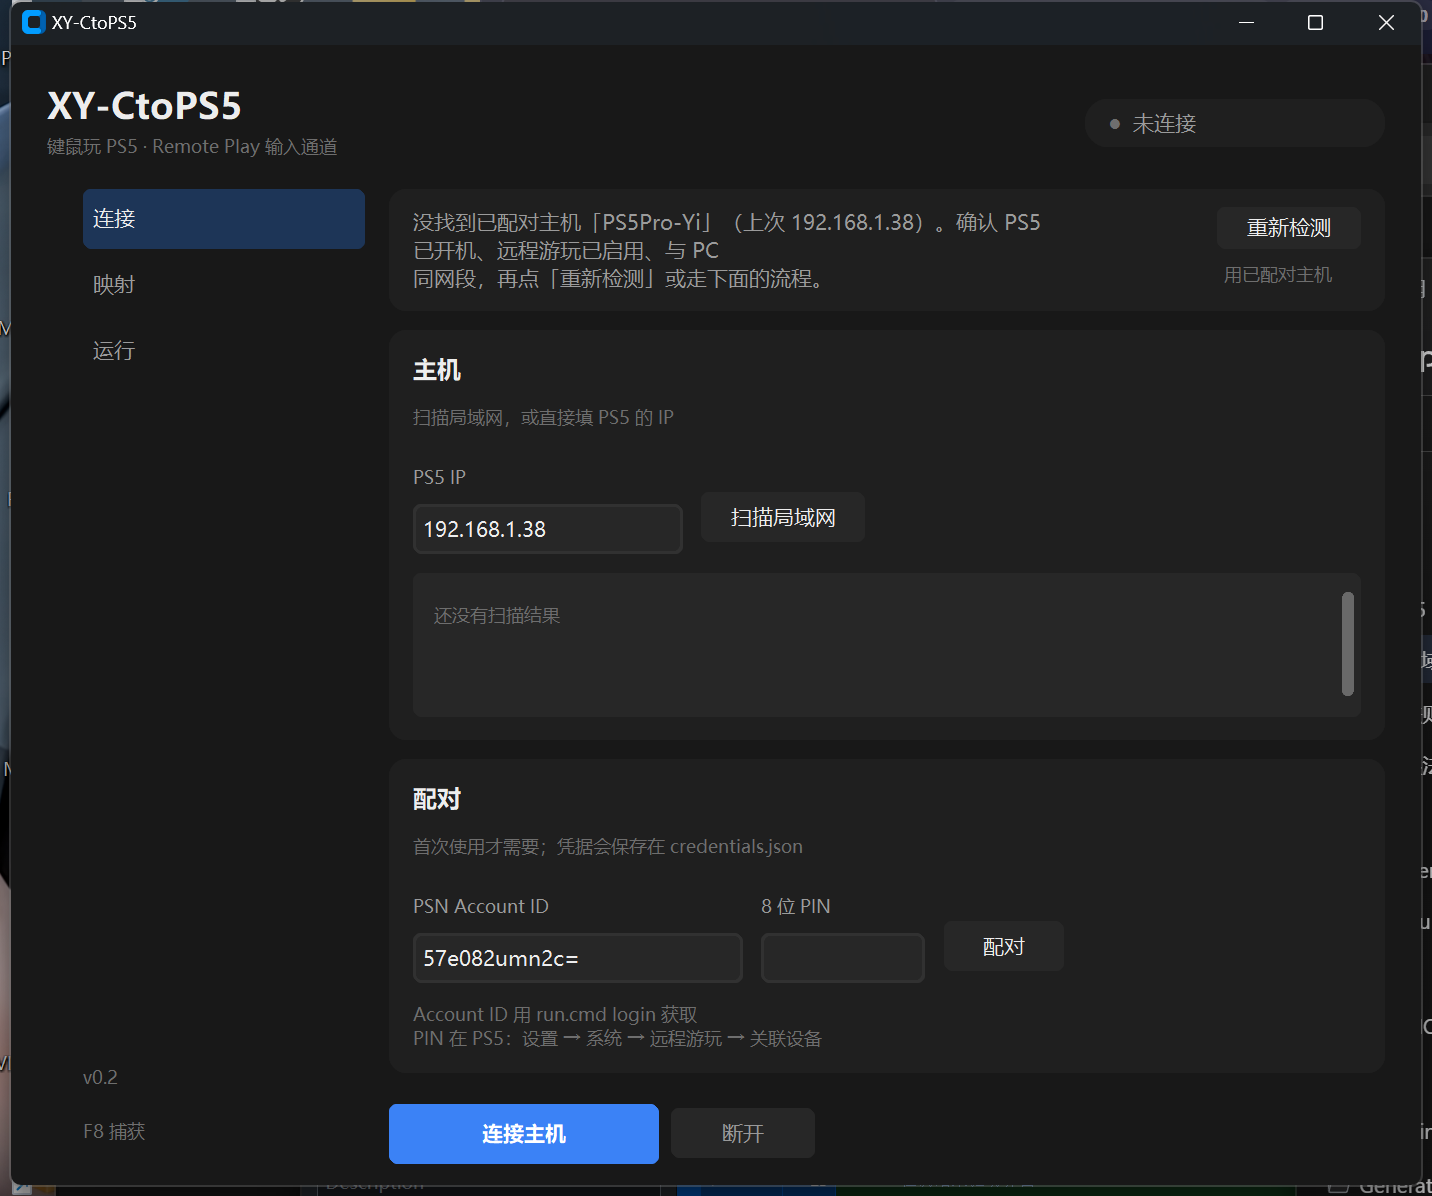 XY-CtoPS5
XY-CtoPS5
键鼠玩 PS5 · Remote Play 输入通道
未连接
连接
映射
运行
没找到已配对主机「PS5Pro-Yi」（上次 192.168.1.38）。确认 PS5
已开机、远程游玩已启用、与 PC
同网段，再点「重新检测」或走下面的流程。
重新检测
用已配对主机
主机
扫描局域网，或直接填 PS5 的 IP
PS5 IP
192.168.1.38
扫描局域网
还没有扫描结果
配对
首次使用才需要；凭据会保存在 credentials.json
PSN Account ID
8 位 PIN
57e082umn2c=
配对
Account ID 用 run.cmd login 获取
PIN 在 PS5：设置 → 系统 → 远程游玩 → 关联设备
v0.2
F8 捕获
连接主机
断开